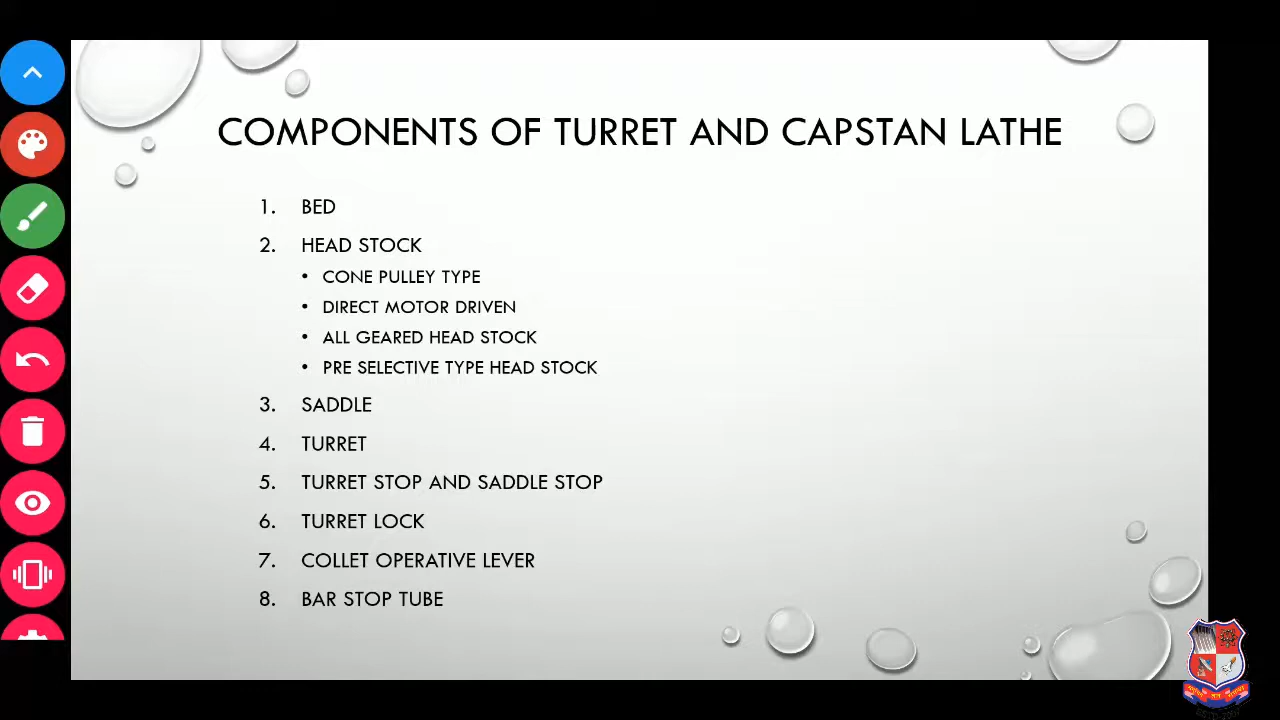 COMPONENTS OF TURRET AND CAPSTAN LATHE
1. BED
2. HEAD STOCK
• CONE PULLEY TYPE
• DIRECT MOTOR DRIVEN
• ALL GEARED HEAD STOCK
• PRE SELECTIVE TYPE HEAD STOCK
3. SADDLE
4. TURRET
5. TURRET STOP AND SADDLE STOP
6. TURRET LOCK
7. COLLET OPERATIVE LEVER
8. BAR STOP TUBE